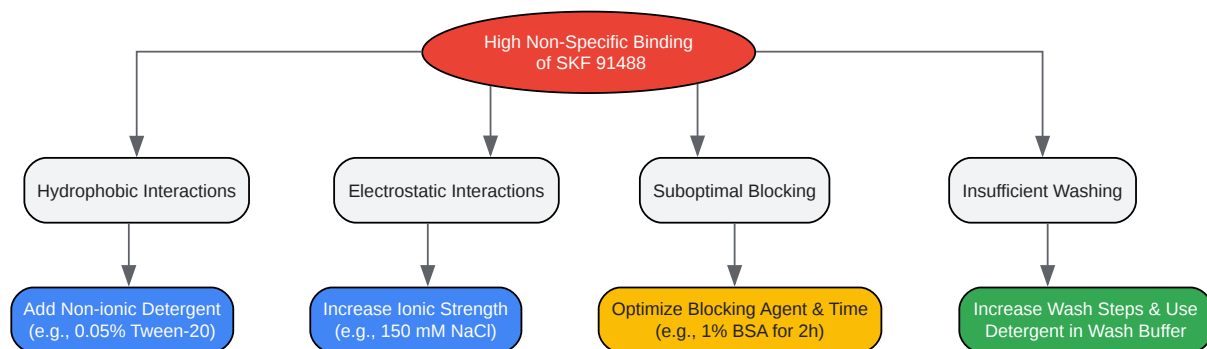 High Non-Specific Binding
of SKF 91488
Hydrophobic Interactions
Electrostatic Interactions
Suboptimal Blocking
Insufficient Washing
Add Non-ionic Detergent
(e.g., 0.05% Tween-20)
Increase Ionic Strength
(e.g., 150 mM NaCl)
Optimize Blocking Agent & Time
(e.g., 1% BSA for 2h)
Increase Wash Steps & Use
Detergent in Wash Buffer